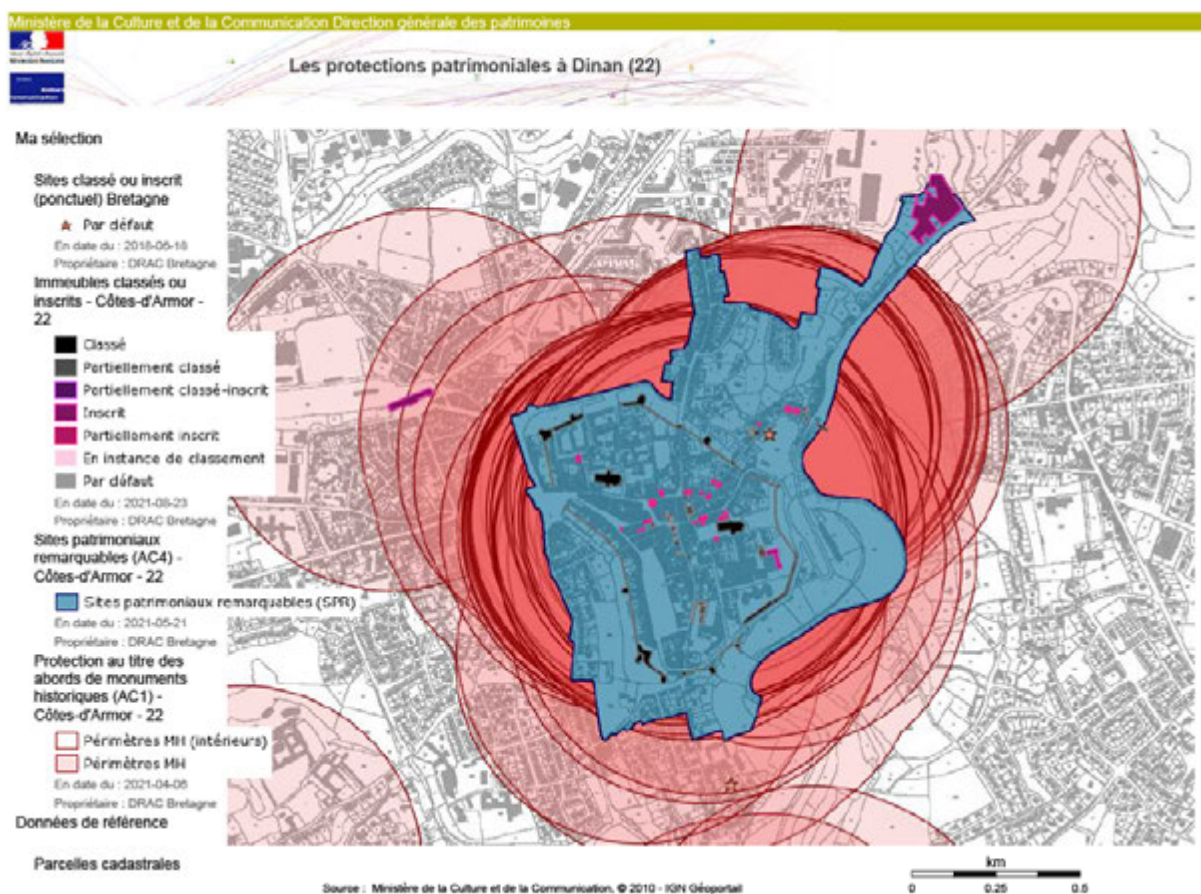 Ministère de la Culture et de la Communication Direction générale des patrimoines
Les protections patrimoniales à Dinan (22)
Ma sélection
Sites classé ou inscrit
(ponctuel) Bretagne
Par défaut
En date du : 2018-06-18
Propriétaire : DRAC Bretagne
Immeubles classés ou
inscrits - Côtes-d'Armor -
22
Classé
Partiellement classé
Partiellement classé-inscrit
Inscrit
Partiellement inscrit
En instance de classement
Par défaut
En date du : 2021-08-23
Propriétaire : DRAC Bretagne
Sites patrimoniaux
remarquables (AC4) -
Côtes-d'Armor - 22
Sites patrimoniaux remarquables (SPR)
En date du : 2021-05-21
Propriétaire : DRAC Bretagne
Protection au titre des
abords de monuments
historiques (AC1) -
Côtes-d'Armor - 22
Périmètres MH (intérieurs)
Périmètres MH
En date du : 2021-04-06
Propriétaire : DRAC Bretagne
Données de référence
Parcelles cadastrales
km
0 0.25 0.5
Source : Ministère de la Culture et de la Communication, © 2010 - IGN Géoportail